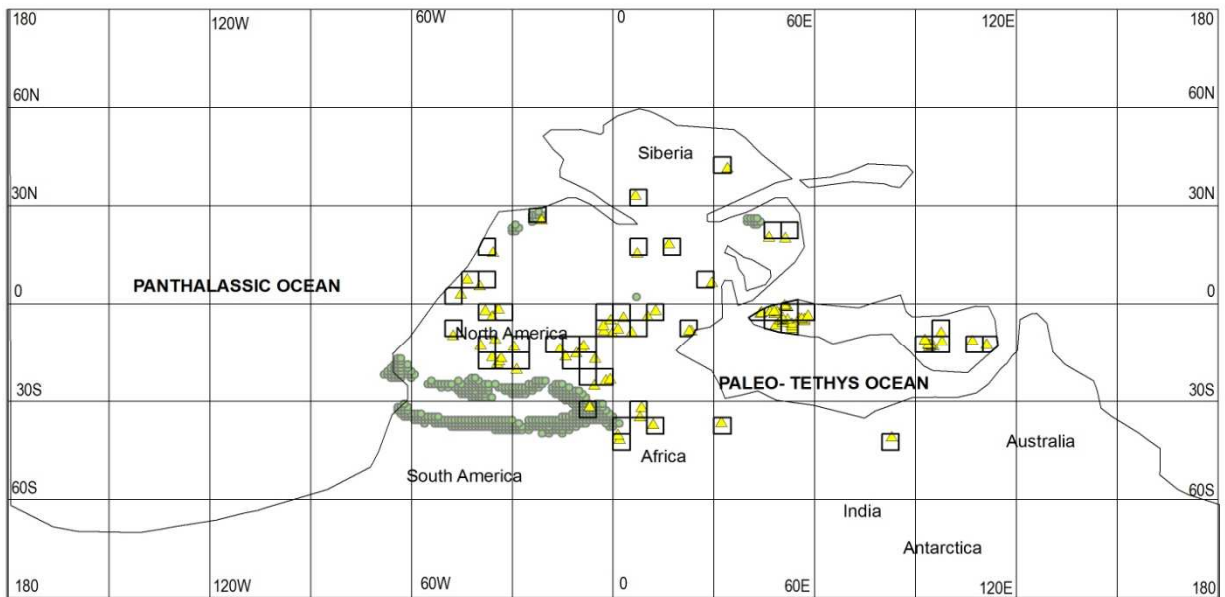 180 120W 60W 0 60E 120E 180
60N 60N
Siberia
30N 30N
PANTHALASSIC OCEAN
0 0
North America
PALEO- TETHYS OCEAN
30S 30S
Africa
Australia
South America
60S 60S
India
Antarctica
180 120W 60W 0 60E 120E 180